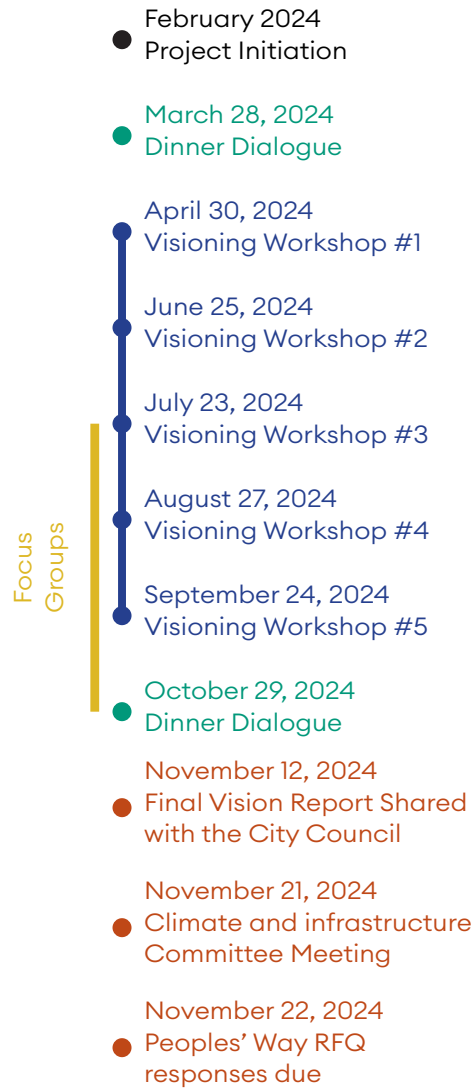 February 2024
Project Initiation
March 28, 2024
Dinner Dialogue
April 30, 2024
Visioning Workshop #1
June 25, 2024
Visioning Workshop #2
July 23, 2024
Visioning Workshop #3
August 27, 2024
Visioning Workshop #4
September 24, 2024
Visioning Workshop #5
Focus
Groups
October 29, 2024
Dinner Dialogue
November 12, 2024
Final Vision Report Shared
with the City Council
November 21, 2024
Climate and infrastructure
Committee Meeting
November 22, 2024
Peoples’ Way RFQ
responses due